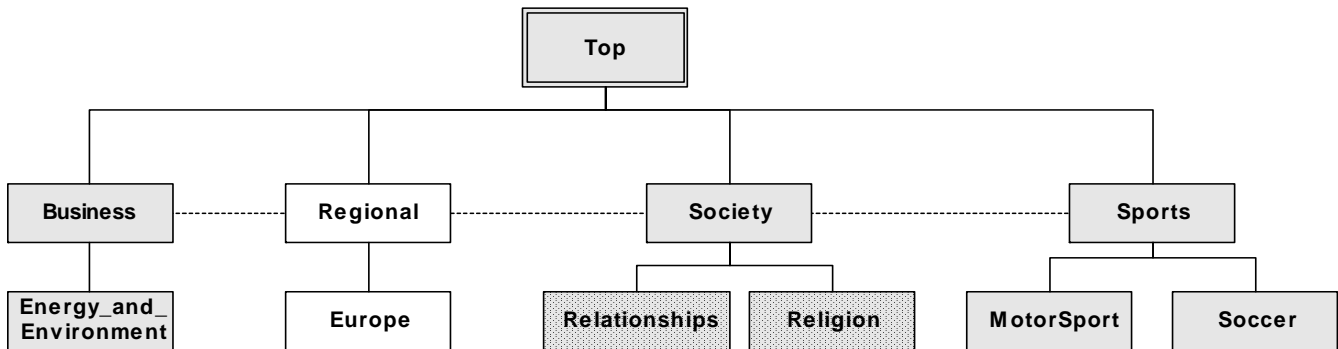 Top
Business
Regional
Society
Sports
Energy_and_
Environment
Europe
Relationships
Religion
MotorSport
Soccer